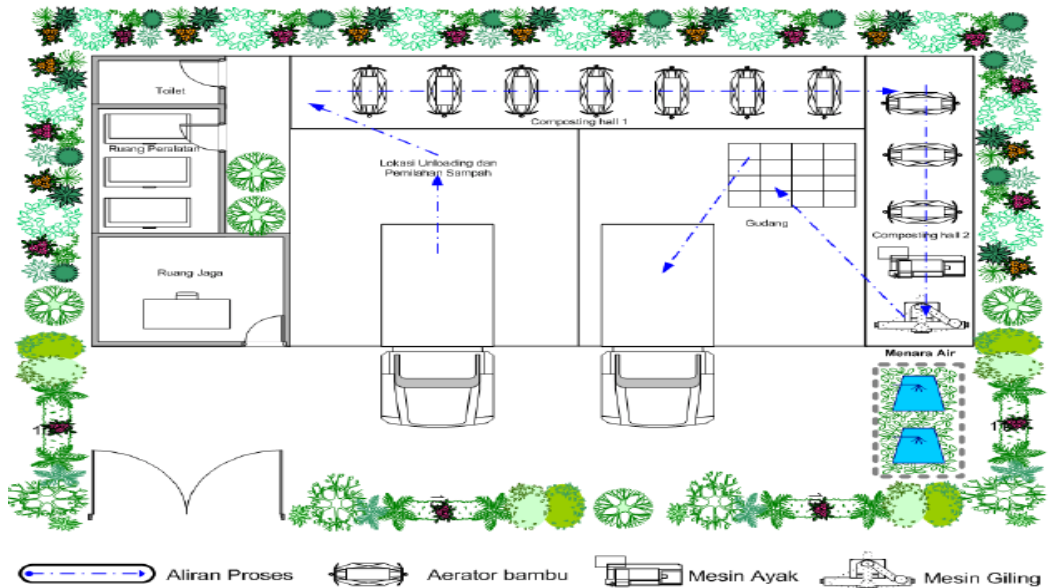 Toilet
Composting hall 1
Ruang Peralatan
Lokasi Unloading dan
Pemilahan Sampah
Gudang
Composting hall 2
Ruang Jaga
Menara Air
Aliran Proses
Aerator bambu
Mesin Ayak
Mesin Giling